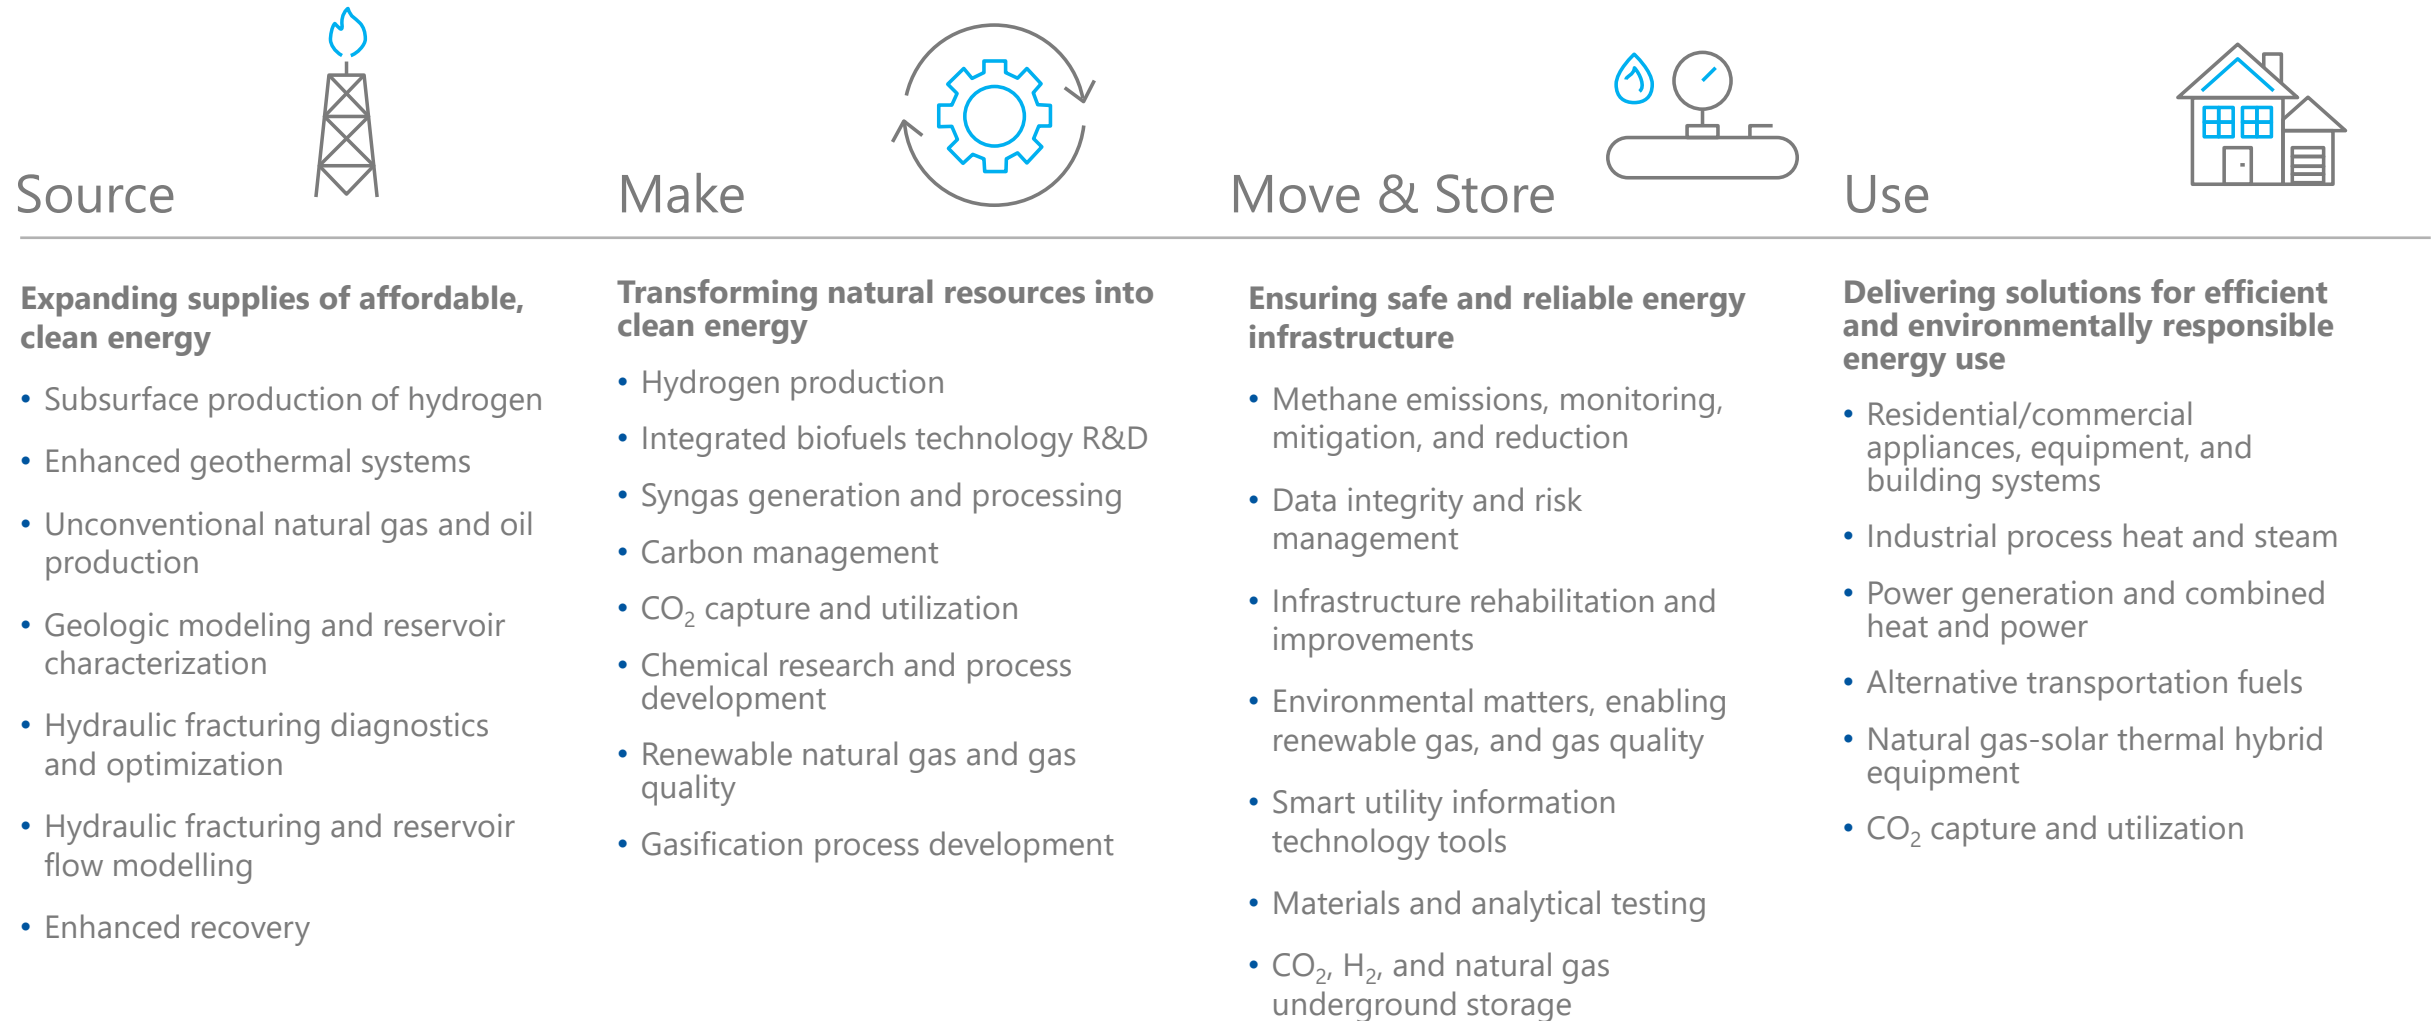 Source
Expanding supplies of affordable,
clean energy
• Subsurface production of hydrogen
• Enhanced geothermal systems
• Unconventional natural gas and oil
production
• Geologic modeling and reservoir
characterization
• Hydraulic fracturing diagnostics
and optimization
• Hydraulic fracturing and reservoir
flow modelling
• Enhanced recovery
Make
Transforming natural resources into
clean energy
• Hydrogen production
• Integrated biofuels technology R&D
• Syngas generation and processing
• Carbon management
• CO₂ capture and utilization
• Chemical research and process
development
• Renewable natural gas and gas
quality
• Gasification process development
Move & Store
Ensuring safe and reliable energy
infrastructure
• Methane emissions, monitoring,
mitigation, and reduction
• Data integrity and risk
management
• Infrastructure rehabilitation and
improvements
• Environmental matters, enabling
renewable gas, and gas quality
• Smart utility information
technology tools
• Materials and analytical testing
• CO₂, H₂, and natural gas
underground storage
Use
Delivering solutions for efficient
and environmentally responsible
energy use
• Residential/commercial
appliances, equipment, and
building systems
• Industrial process heat and steam
• Power generation and combined
heat and power
• Alternative transportation fuels
• Natural gas-solar thermal hybrid
equipment
• CO₂ capture and utilization